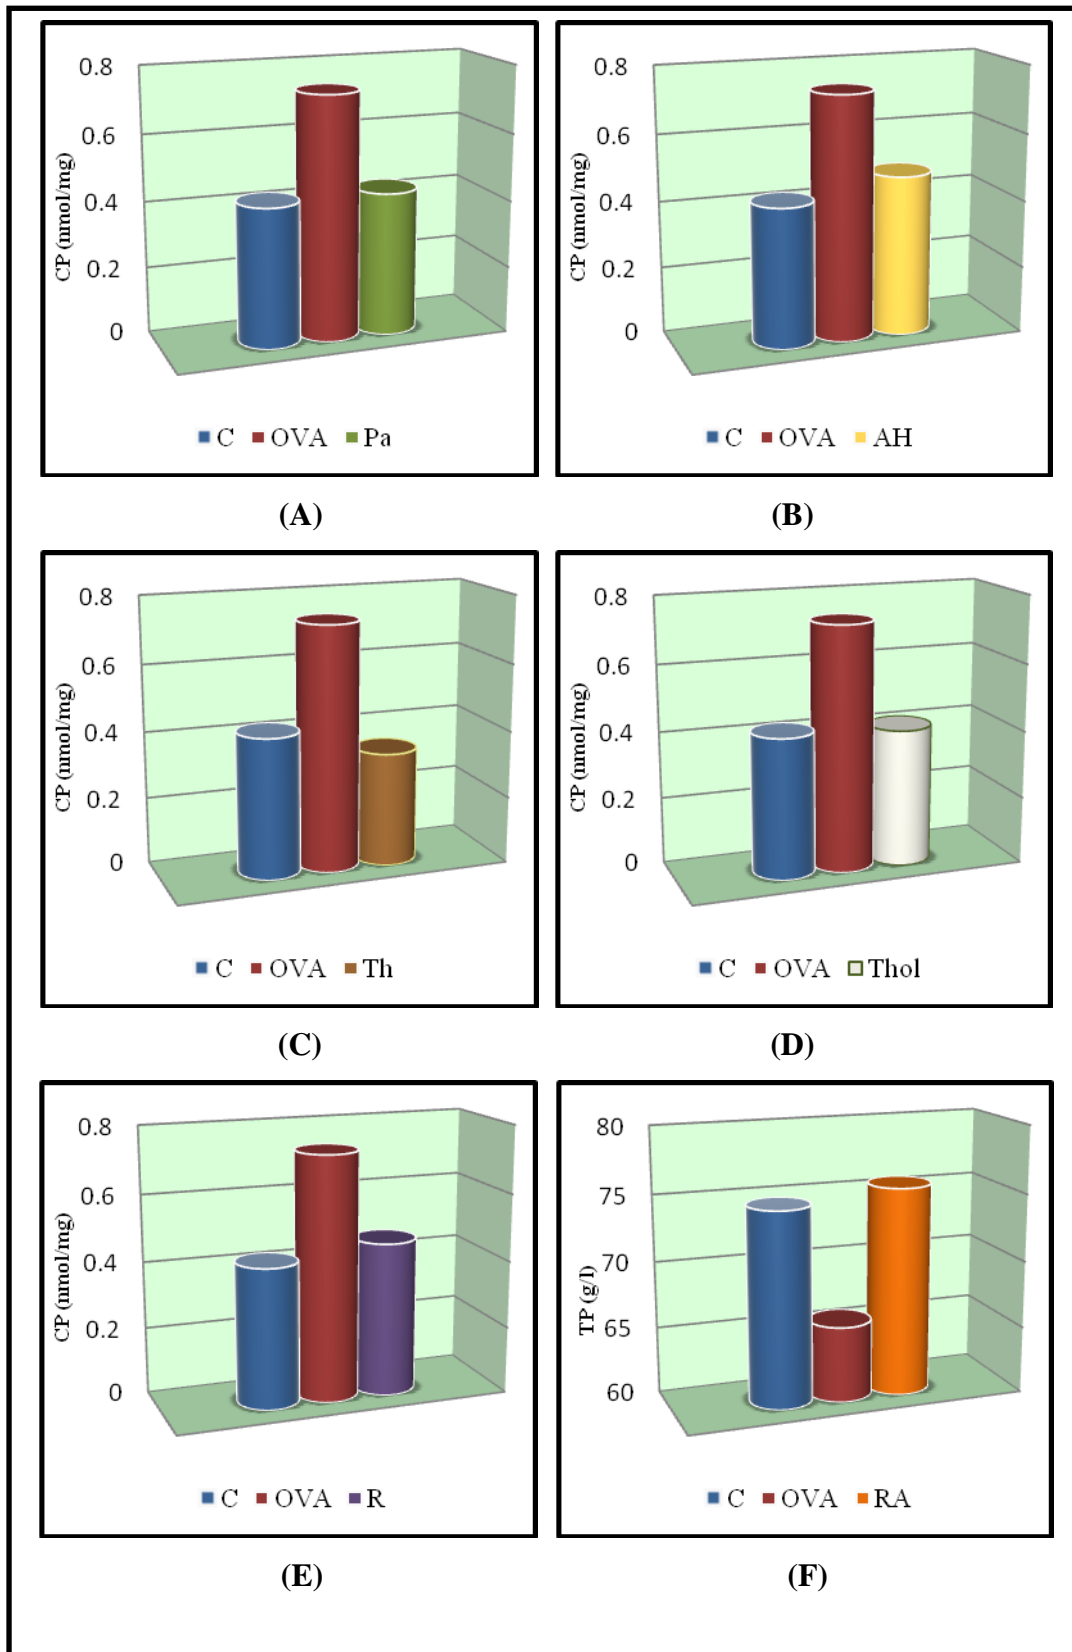 0.8
0.6
0.4
0.2
0
CP (nmol/mg)
C OVA Pa
(A)
0.8
0.6
0.4
0.2
0
CP (nmol/mg)
C OVA AH
(B)
0.8
0.6
0.4
0.2
0
CP (nmol/mg)
C OVA Th
(C)
0.8
0.6
0.4
0.2
0
CP (nmol/mg)
C OVA Thol
(D)
0.8
0.6
0.4
0.2
0
CP (nmol/mg)
C OVA R
(E)
80
75
70
65
60
TP (g/l)
C OVA RA
(F)